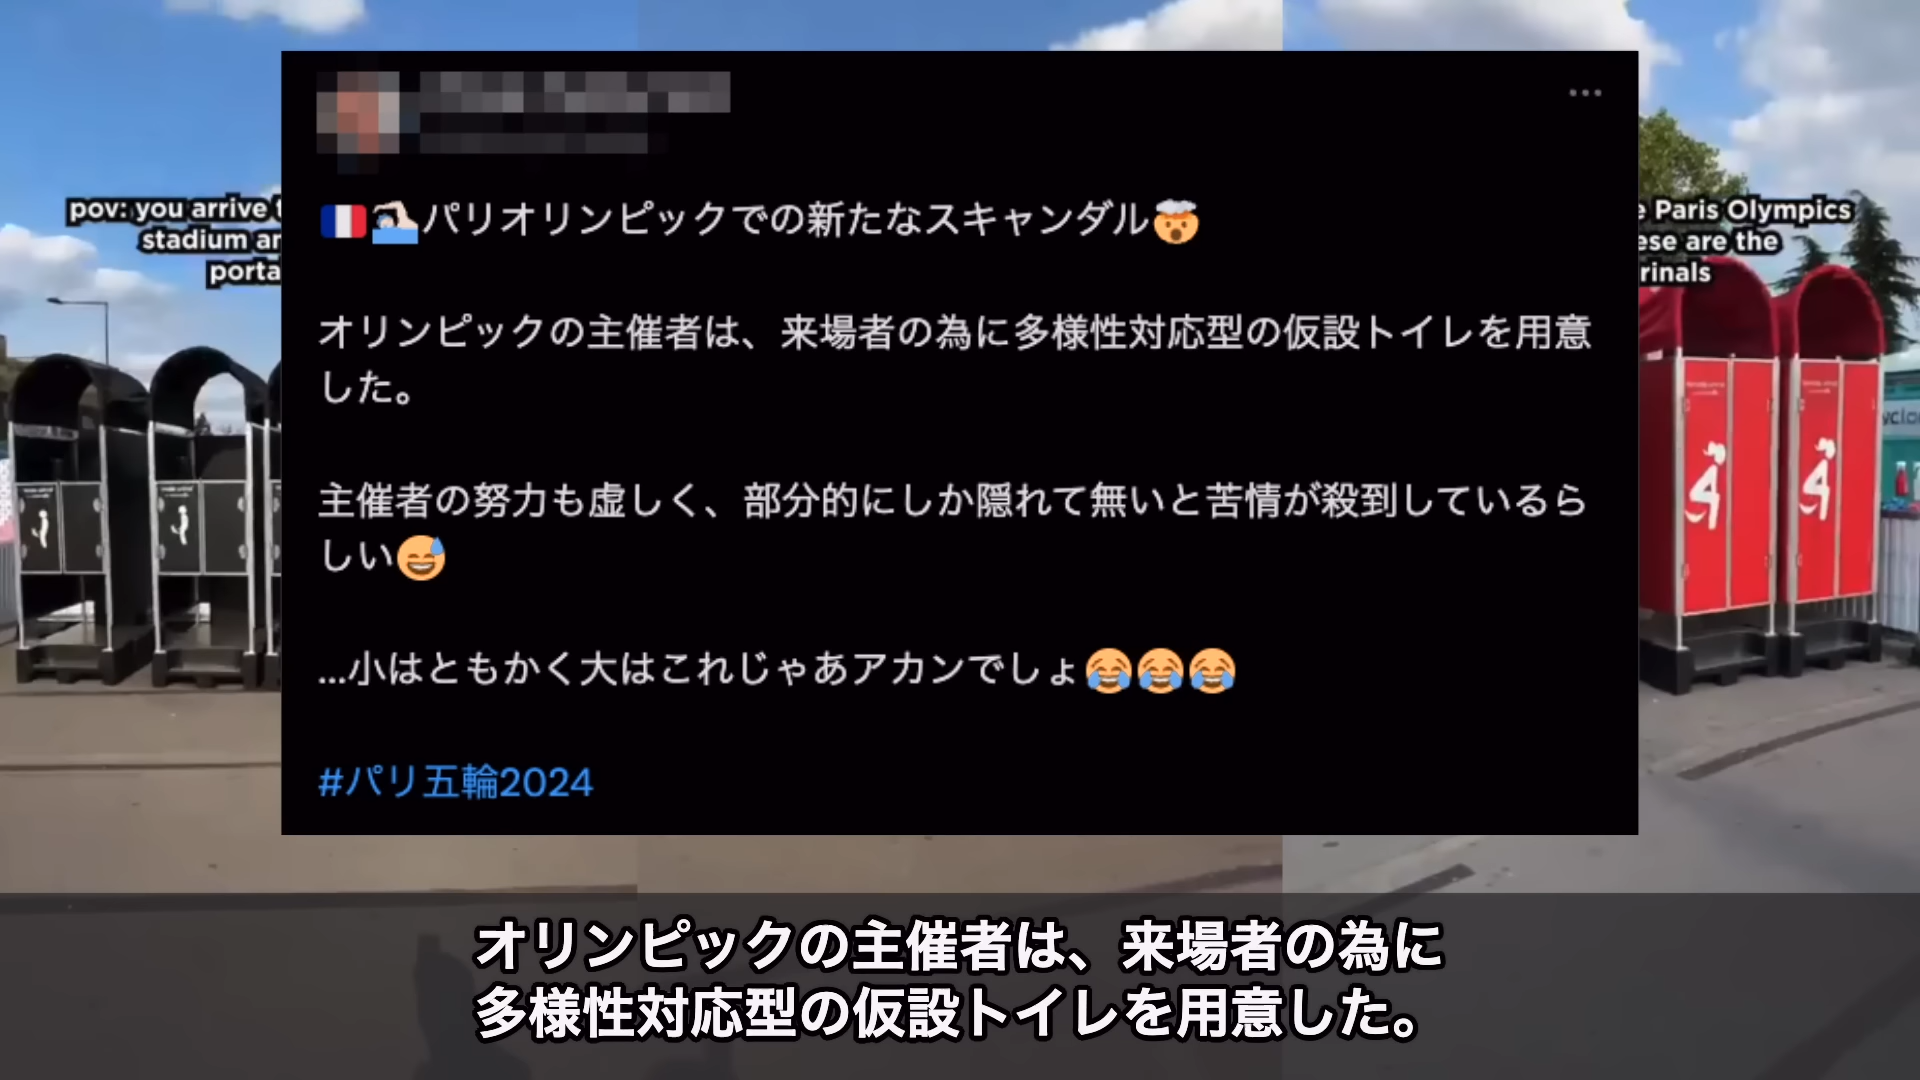 pov: you arrive
stadium an
porta
Paris Olympics
ese are the
rinals
🇫🇷🏊🏻パリオリンピックでの新たなスキャンダル🤯
オリンピックの主催者は、来場者の為に多様性対応型の仮設トイレを用意
した。
主催者の努力も虚しく、部分的にしか隠れて無いと苦情が殺到しているら
しい😅
...小はともかく大はこれじゃあアカンでしょ😂😂😂
#パリ五輪2024
オリンピックの主催者は、来場者の為に
多様性対応型の仮設トイレを用意した。